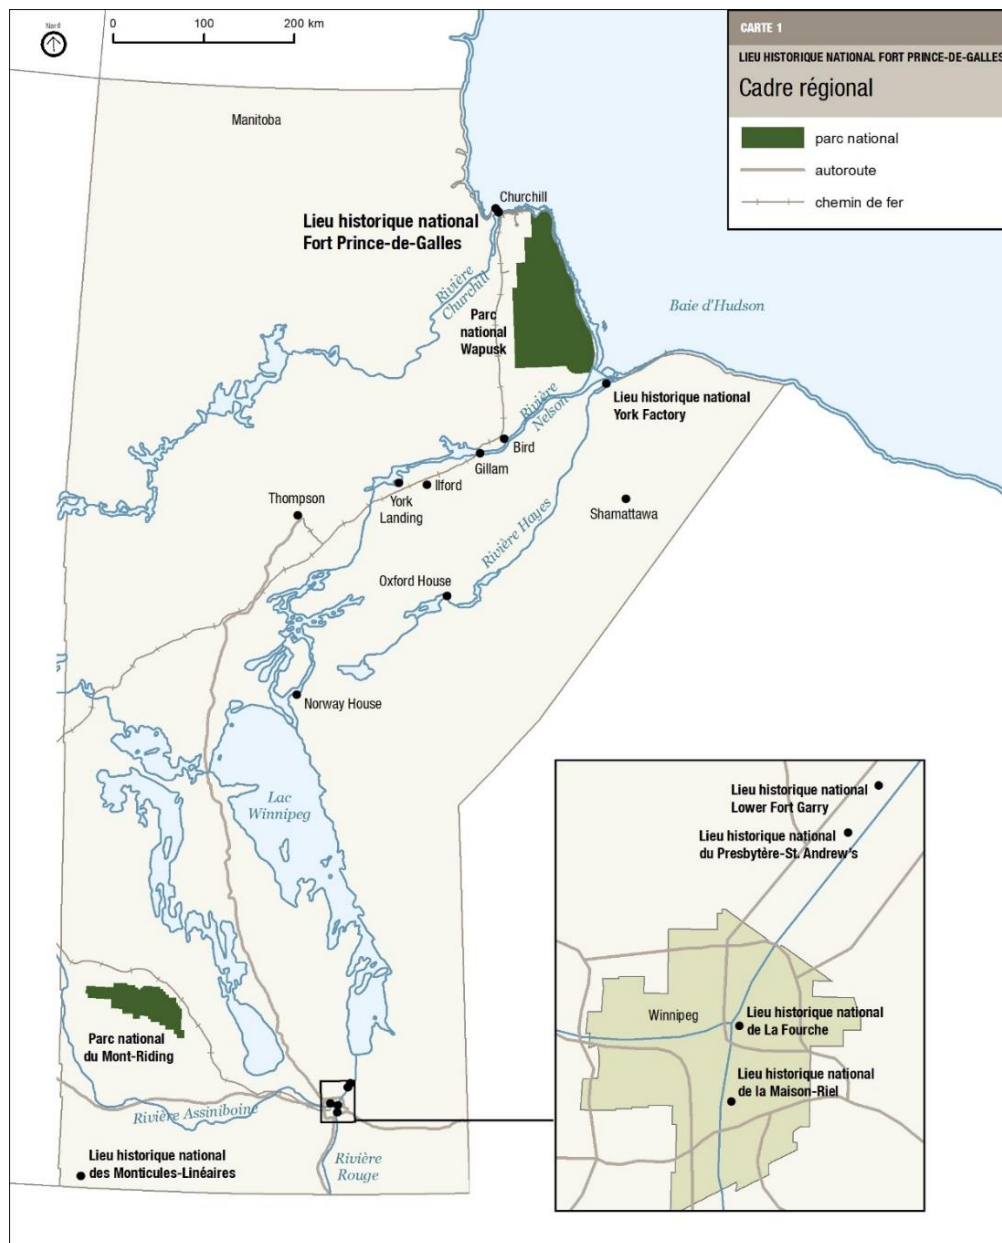 Nord
0 100 200 km
CARTE 1
LIEU HISTORIQUE NATIONAL FORT PRINCE-DE-GALLES
Cadre régional
parc national
autoroute
chemin de fer
Manitoba
Churchill
Lieu historique national
Fort Prince-de-Galles
Rivière
Churchill
Parc
national
Wapusk
Baie d'Hudson
Lieu historique national
York Factory
Rivière
Nelson
Bird
Gillam
Ilford
York
Landing
Thompson
Shamattawa
Rivière Hayes
Oxford House
Norway House
Lac
Winnipeg
Parc national
du Mont-Riding
Rivière Assiniboine
Rivière
Rouge
Lieu historique national
des Monticules-Linéaires
Lieu historique national
Lower Fort Garry
Lieu historique national
du Presbytère-St. Andrew's
Winnipeg
Lieu historique national
de La Fourche
Lieu historique national
de la Maison-Riel